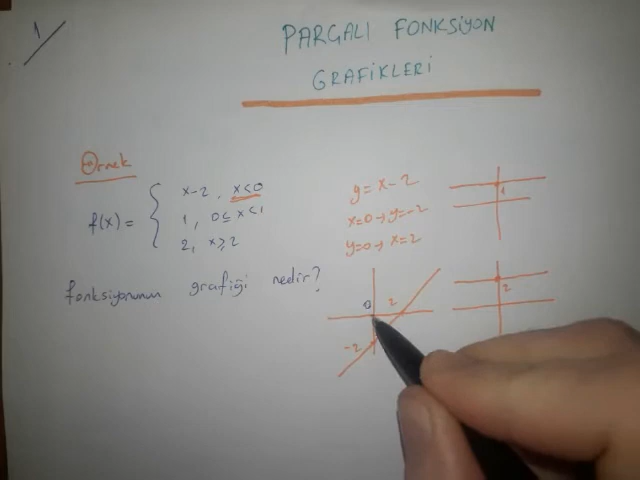 1
PARÇALI FONKSİYON
GRAFİKLERİ
Örnek
f(x) = { x-2, x<0
1, 0≤x<1
2, x≥2
fonksiyonunun grafiği nedir?
y = x-2
x=0→y=-2
y=0→x=2
1
0 2
-2
2